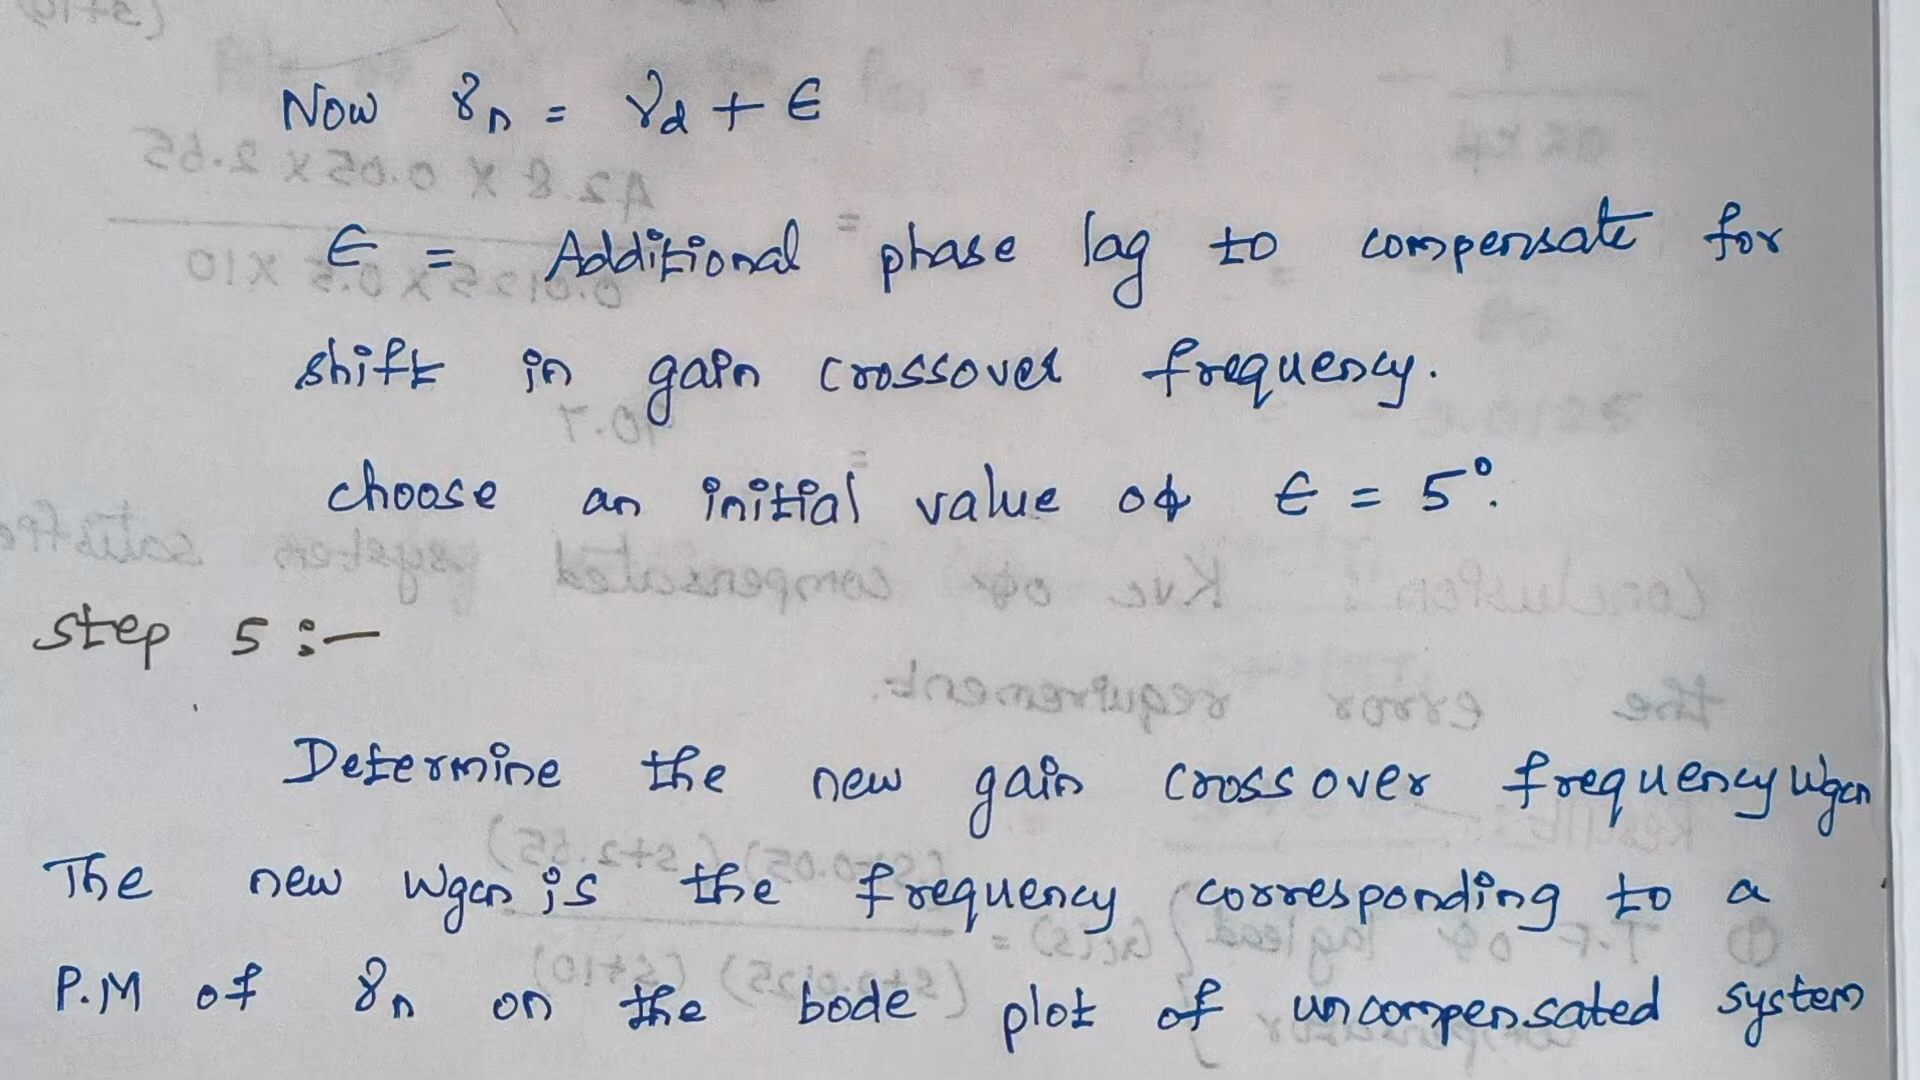 Now γn = γd + ε
ε = Additional phase lag to compensate for
shift in gain crossover frequency.
choose an initial value of ε = 5°.
step 5 :-
Determine the new gain crossover frequency ωgcn
The new ωgcn is the frequency corresponding to a
P.M of γn on the bode plot of uncompensated system